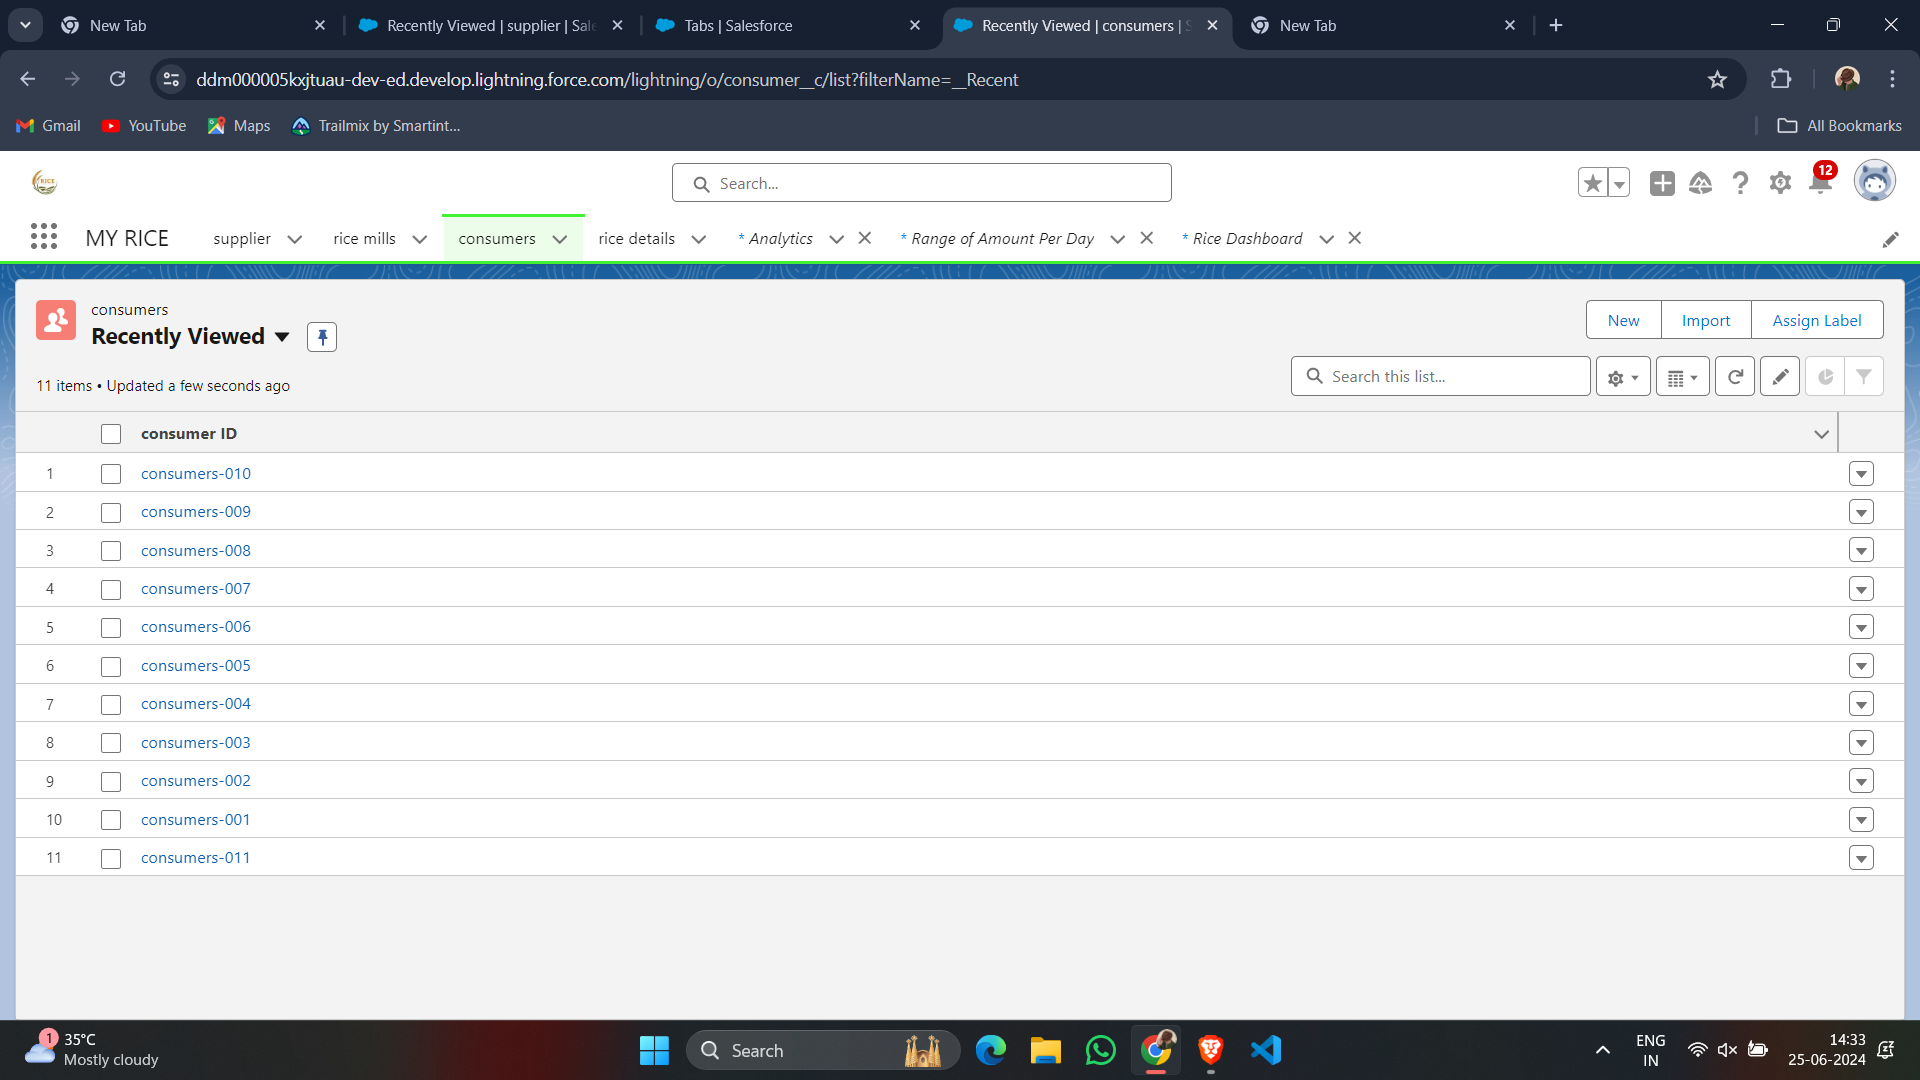 New Tab
Recently Viewed | supplier | Sale
Tabs | Salesforce
Recently Viewed | consumers | S
New Tab
ddm000005kxjtuau-dev-ed.develop.lightning.force.com/lightning/o/consumer__c/list?filterName=__Recent
Gmail
YouTube
Maps
Trailmix by Smartint...
All Bookmarks
RICE
Search...
12
MY RICE
supplier
rice mills
consumers
rice details
* Analytics
* Range of Amount Per Day
* Rice Dashboard
consumers
Recently Viewed
New
Import
Assign Label
11 items • Updated a few seconds ago
Search this list...
consumer ID
1 consumers-010
2 consumers-009
3 consumers-008
4 consumers-007
5 consumers-006
6 consumers-005
7 consumers-004
8 consumers-003
9 consumers-002
10 consumers-001
11 consumers-011
1
35°C
Mostly cloudy
Search
ENG
IN
14:33
25-06-2024